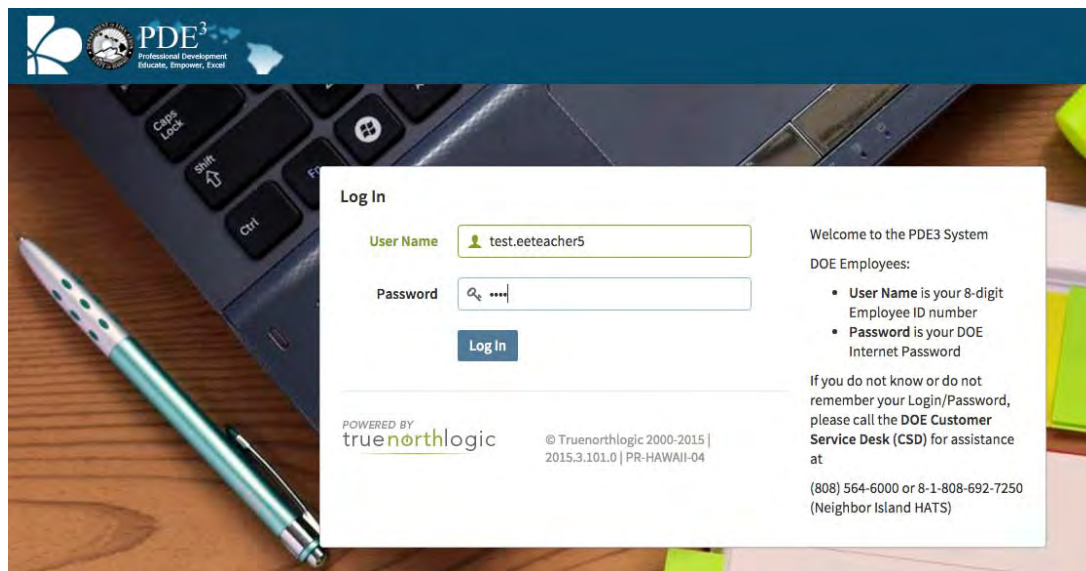 PDE3
Professional Development
Educate, Empower, Excel
Caps
Lock
Shift
Ctrl
Log In
User Name
test.eeteacher5
Password
••••
Log In
POWERED BY
truenorthlogic
© Truenorthlogic 2000-2015 |
2015.3.101.0 | PR-HAWAII-04
Welcome to the PDE3 System
DOE Employees:
• User Name is your 8-digit
Employee ID number
• Password is your DOE
Internet Password
If you do not know or do not
remember your Login/Password,
please call the DOE Customer
Service Desk (CSD) for assistance
at
(808) 564-6000 or 8-1-808-692-7250
(Neighbor Island HATS)